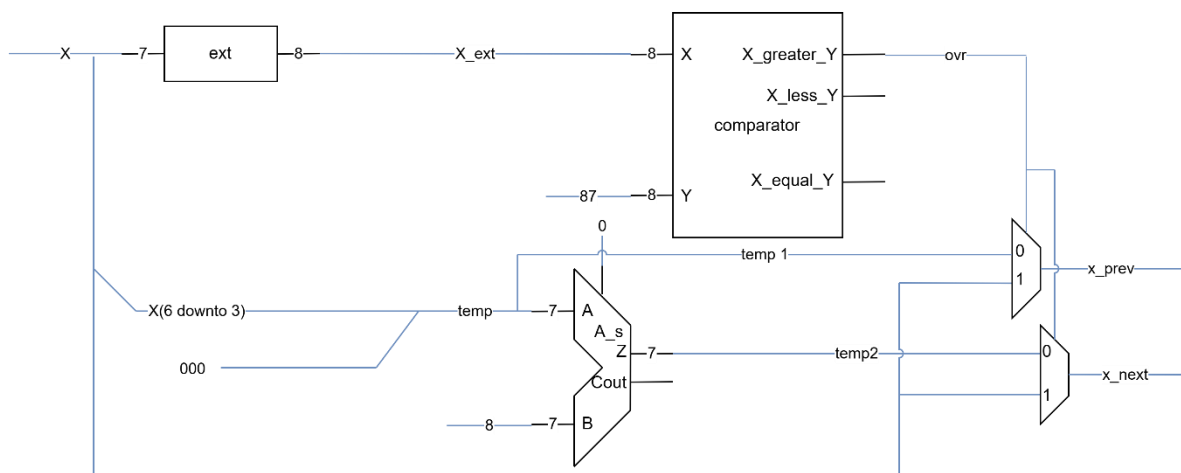 X
7
ext
8
X_ext
8
X
X_greater_Y
ovr
X_less_Y
comparator
X_equal_Y
87
8
Y
0
temp 1
0
1
x_prev
X(6 downto 3)
temp
7
A
A_s
Z
7
temp2
0
x_next
000
Cout
1
8
7
B